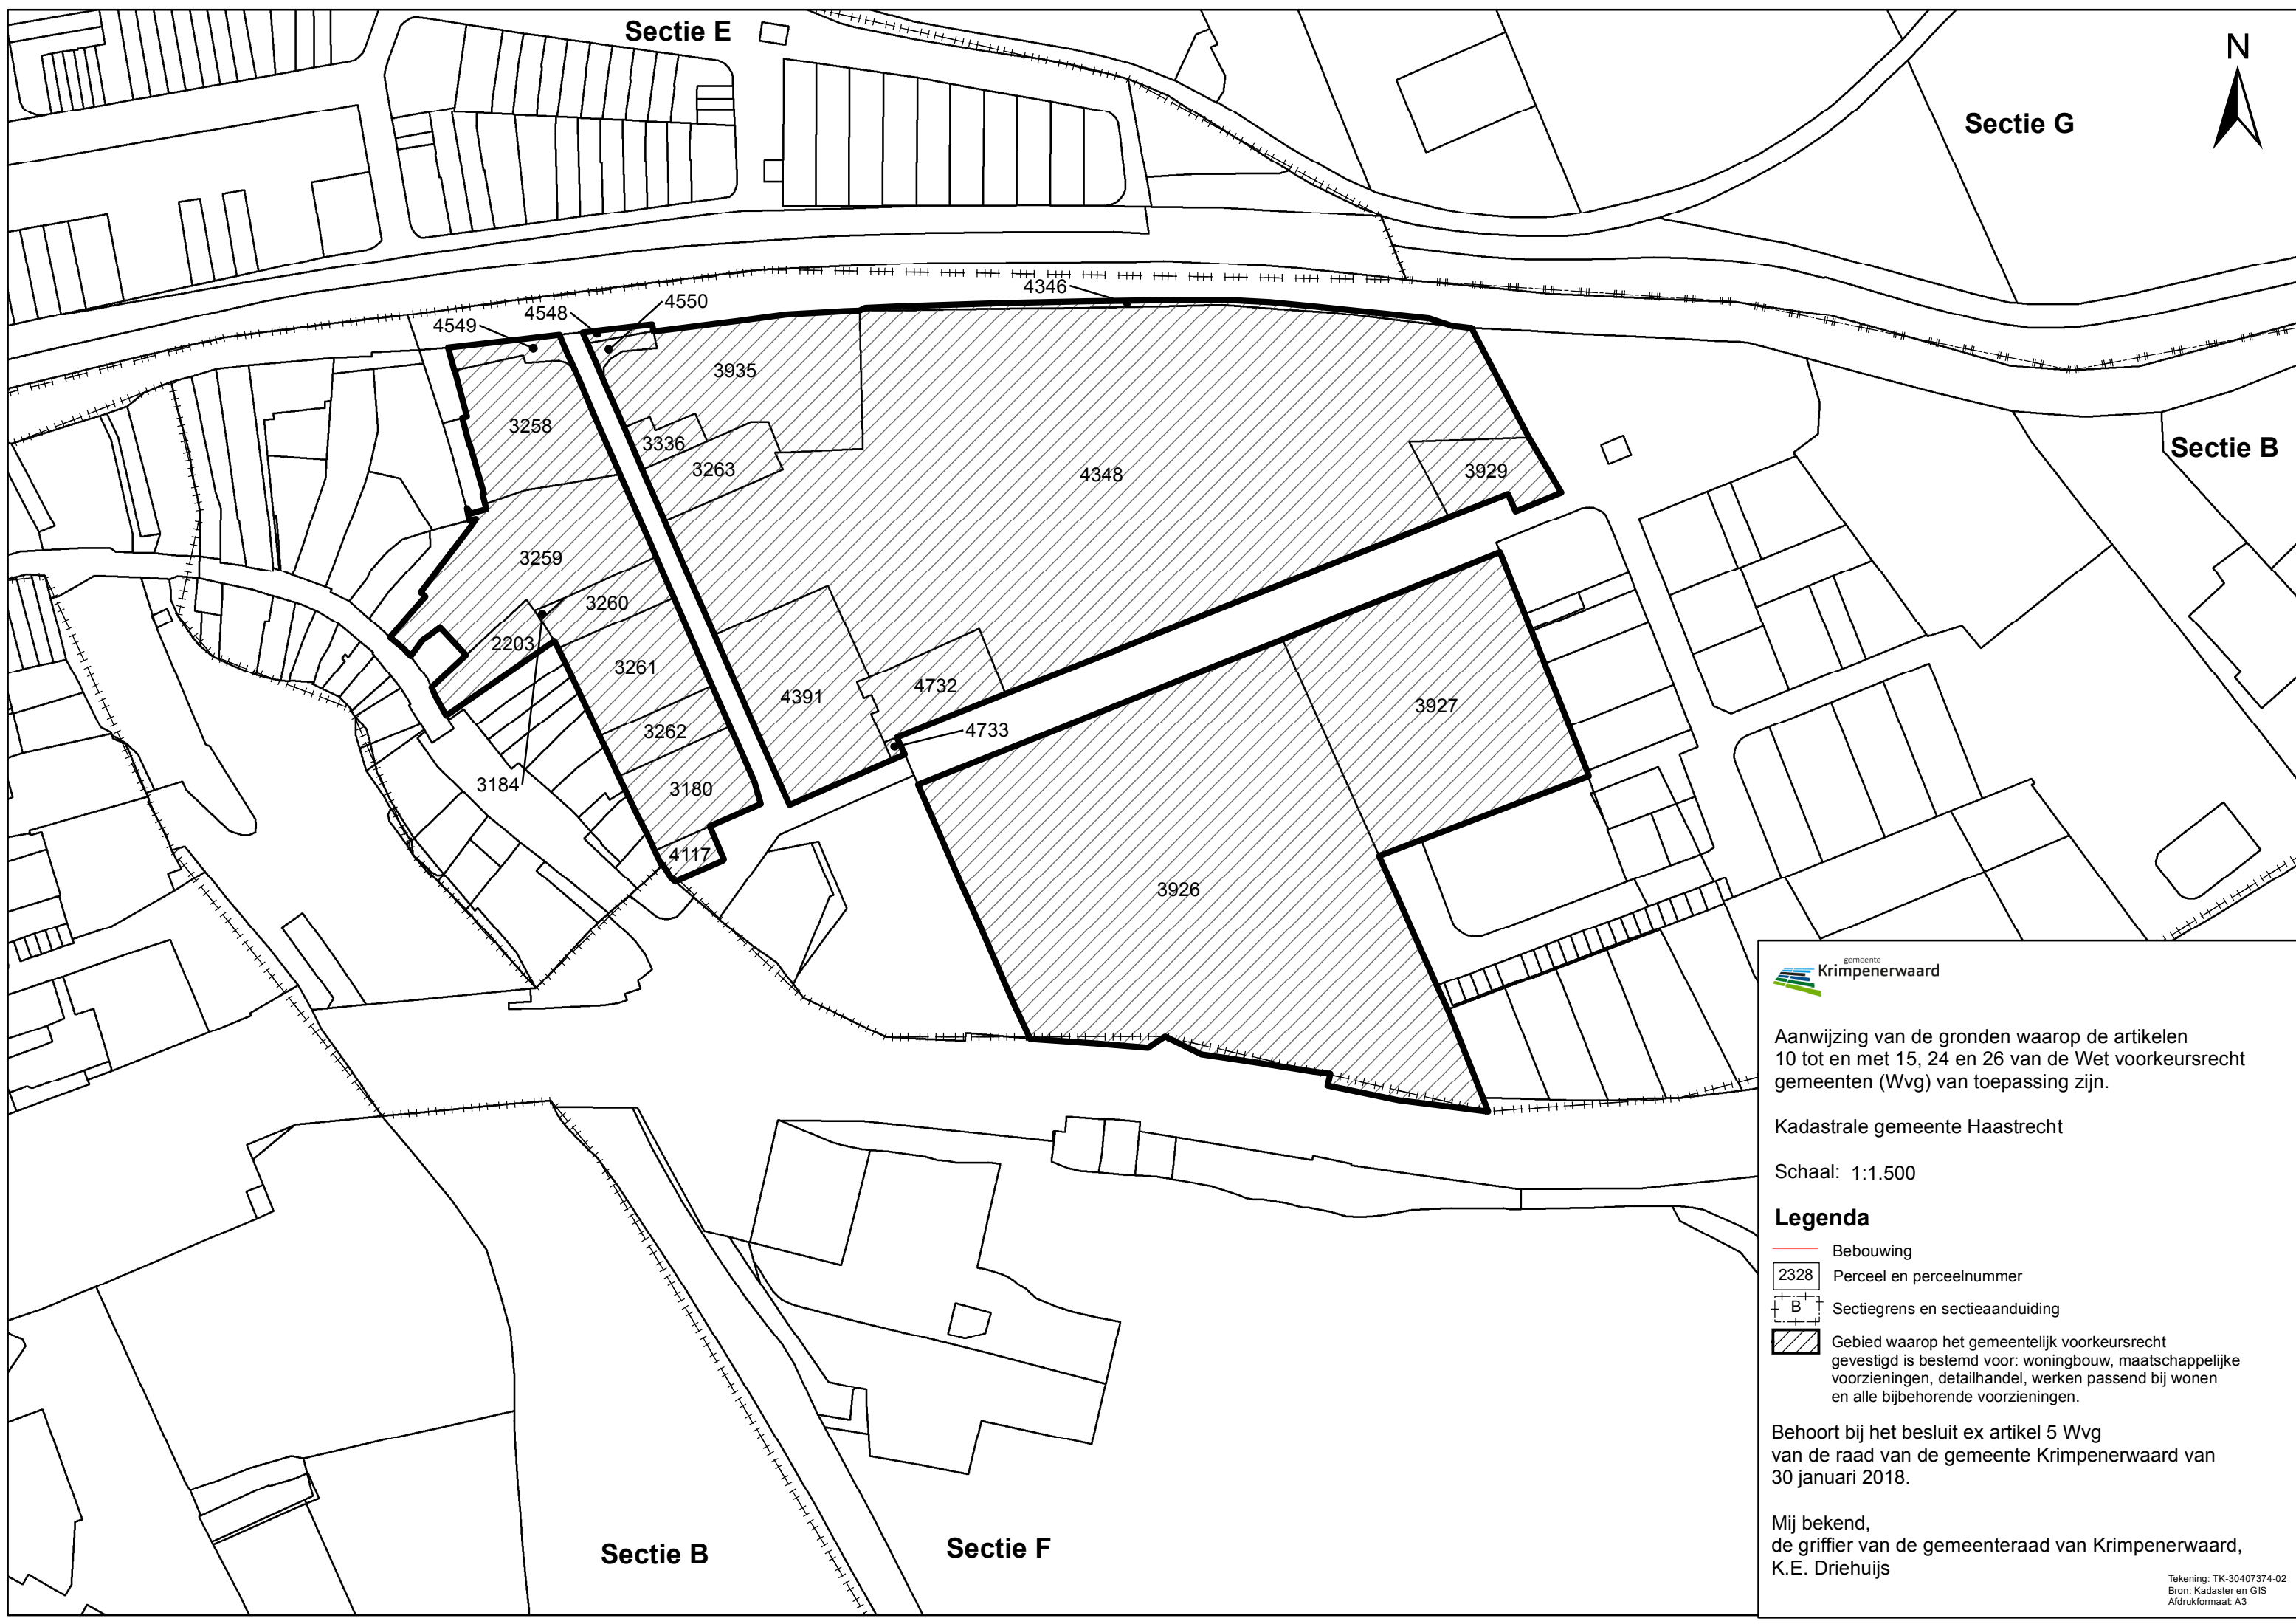 Sectie E
N
Sectie G
4346
4550
4548
4549
3935
3258
3336
3263
4348
3929
Sectie B
3259
3260
2203
3261
4391
4732
3927
3262
4733
3184
3180
4117
3926
gemeente
Krimpenerwaard
Aanwijzing van de gronden waarop de artikelen
10 tot en met 15, 24 en 26 van de Wet voorkeursrecht
gemeenten (Wvg) van toepassing zijn.
Kadastrale gemeente Haastrecht
Schaal: 1:1.500
Legenda
Bebouwing
2328 Perceel en perceelnummer
B Sectiegrens en sectieaanduiding
Gebied waarop het gemeentelijk voorkeursrecht
gevestigd is bestemd voor: woningbouw, maatschappelijke
voorzieningen, detailhandel, werken passend bij wonen
en alle bijbehorende voorzieningen.
Behoort bij het besluit ex artikel 5 Wvg
van de raad van de gemeente Krimpenerwaard van
30 januari 2018.
Mij bekend,
de griffier van de gemeenteraad van Krimpenerwaard,
K.E. Driehuijs
Tekening: TK-30407374-02
Bron: Kadaster en GIS
Afdrukformaat: A3
Sectie B
Sectie F